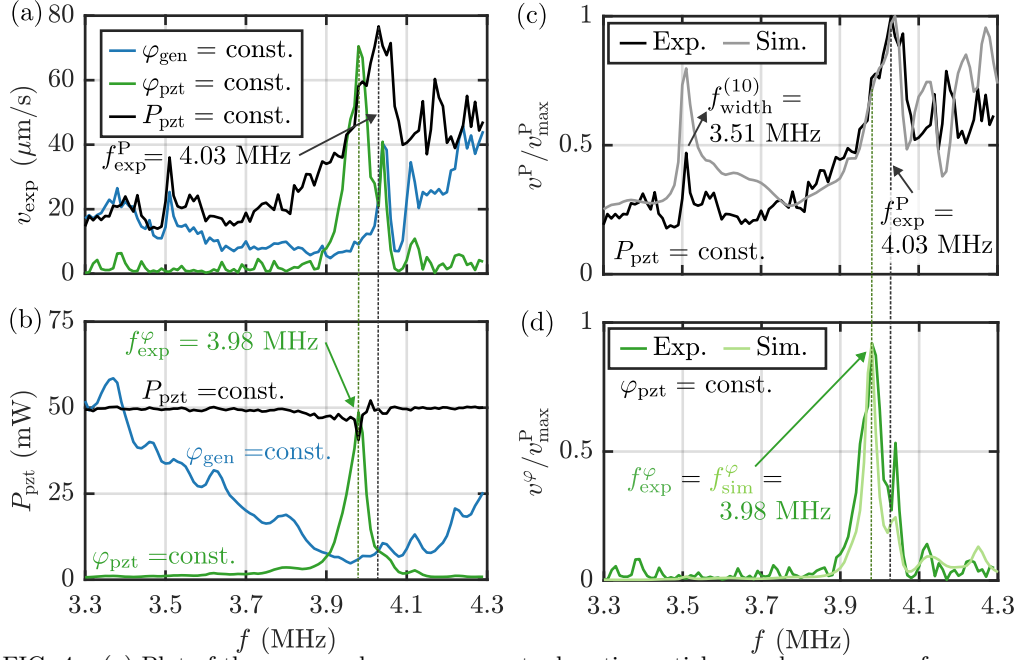 (a)
80
60
40
20
0
v_exp (μm/s)
φ_gen = const.
φ_pzt = const.
P_pzt = const.
f^P_exp = 4.03 MHz
(c)
1
0.5
0
v^P/v^P_max
Exp. Sim.
f^(10)_width =
3.51 MHz
f^P_exp =
4.03 MHz
P_pzt = const.
(b)
75
50
25
0
P_pzt (mW)
f^φ_exp = 3.98 MHz
P_pzt =const.
φ_gen =const.
φ_pzt =const.
3.3 3.5 3.7 3.9 4.1 4.3
f (MHz)
(d)
1
0.5
0
v^φ/v^P_max
Exp. Sim.
φ_pzt = const.
f^φ_exp = f^φ_sim =
3.98 MHz
3.3 3.5 3.7 3.9 4.1 4.3
f (MHz)